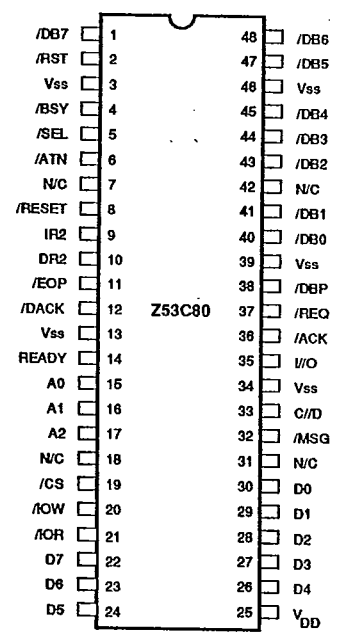 /DB7 1 48 /DB6
/RST 2 47 /DB5
Vss 3 46 Vss
/BSY 4 45 /DB4
/SEL 5 44 /DB3
/ATN 6 43 /DB2
N/C 7 42 N/C
/RESET 8 41 /DB1
IR2 9 40 /DB0
DR2 10 39 Vss
/EOP 11 38 /DBP
/DACK 12 Z53C80 37 /REQ
Vss 13 36 /ACK
READY 14 35 I//O
A0 15 34 Vss
A1 16 33 C//D
A2 17 32 /MSG
N/C 18 31 N/C
/CS 19 30 D0
/IOW 20 29 D1
/IOR 21 28 D2
D7 22 27 D3
D6 23 26 D4
D5 24 25 VDD